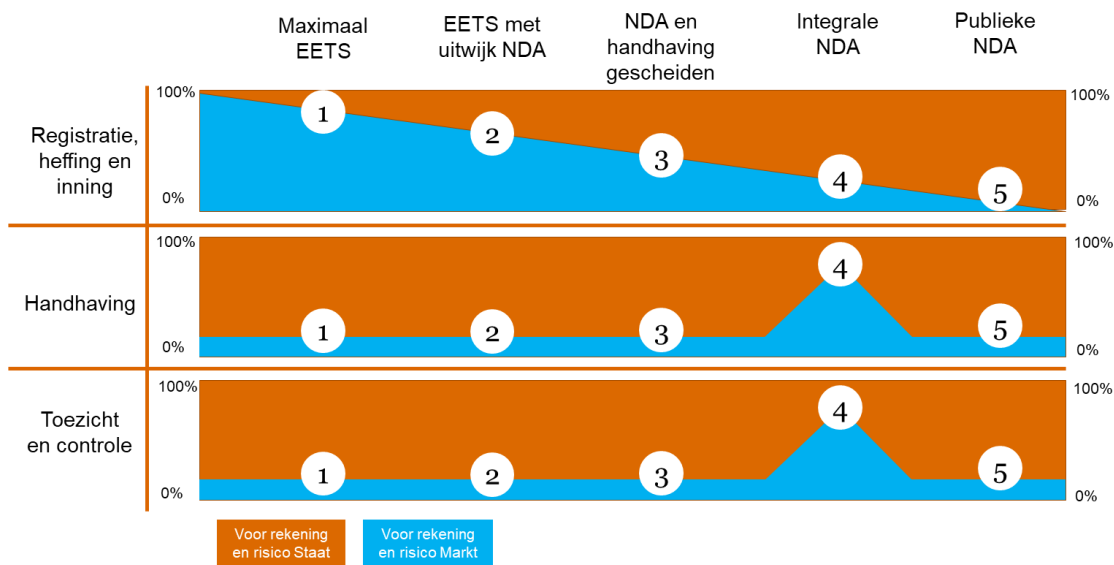 Maximaal
EETS
EETS met
uitwijk NDA
NDA en
handhaving
gescheiden
Integrale
NDA
Publieke
NDA
Registratie,
heffing en
inning
100%
0%
1
2
3
4
5
100%
0%
Handhaving
100%
0%
1
2
3
4
5
100%
0%
Toezicht
en controle
100%
0%
1
2
3
4
5
100%
0%
Voor rekening
en risico Staat
Voor rekening
en risico Markt